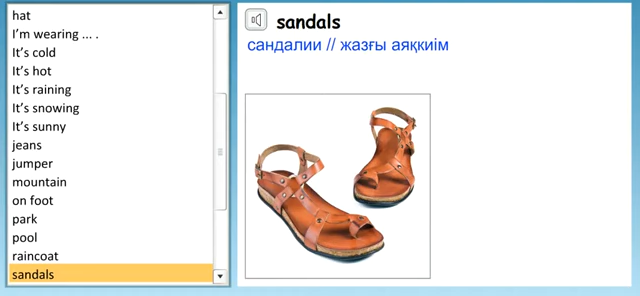 hat
I'm wearing ... .
It's cold
It's hot
It's raining
It's snowing
It's sunny
jeans
jumper
mountain
on foot
park
pool
raincoat
sandals
sandals
сандалии // жазғы аяққиім